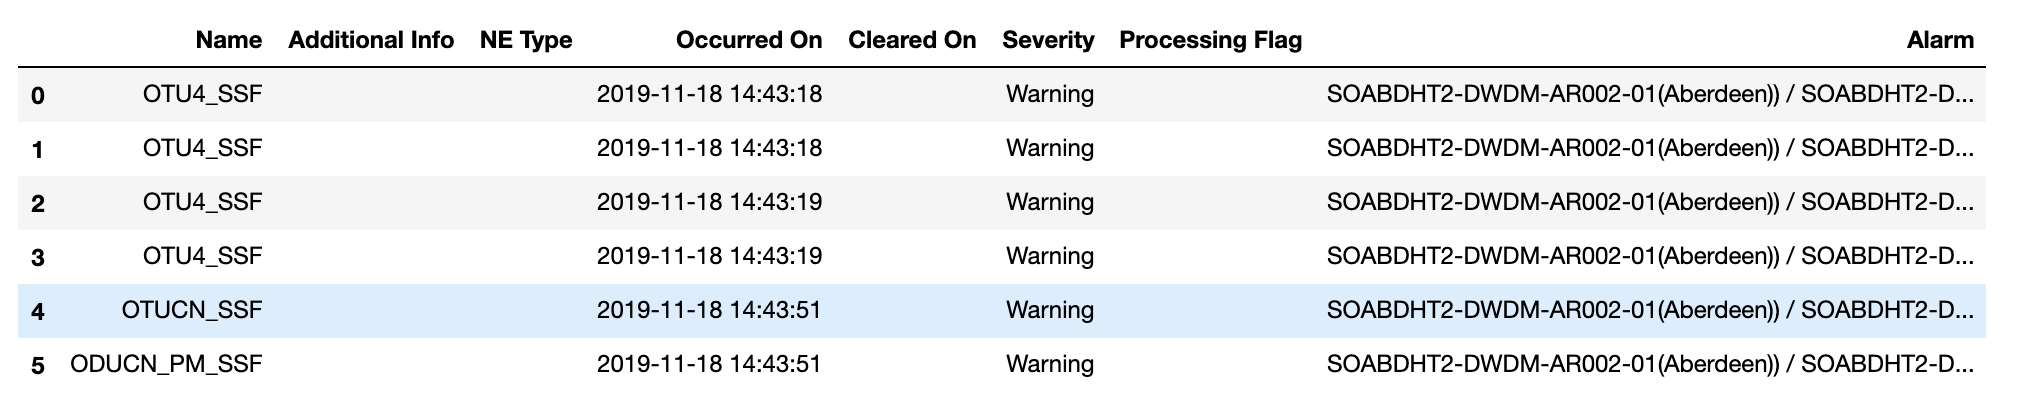 Name Additional Info NE Type Occurred On Cleared On Severity Processing Flag Alarm
0 OTU4_SSF 2019-11-18 14:43:18 Warning SOABDHT2-DWDM-AR002-01(Aberdeen)) / SOABDHT2-D...
1 OTU4_SSF 2019-11-18 14:43:18 Warning SOABDHT2-DWDM-AR002-01(Aberdeen)) / SOABDHT2-D...
2 OTU4_SSF 2019-11-18 14:43:19 Warning SOABDHT2-DWDM-AR002-01(Aberdeen)) / SOABDHT2-D...
3 OTU4_SSF 2019-11-18 14:43:19 Warning SOABDHT2-DWDM-AR002-01(Aberdeen)) / SOABDHT2-D...
4 OTUCN_SSF 2019-11-18 14:43:51 Warning SOABDHT2-DWDM-AR002-01(Aberdeen)) / SOABDHT2-D...
5 ODUCN_PM_SSF 2019-11-18 14:43:51 Warning SOABDHT2-DWDM-AR002-01(Aberdeen)) / SOABDHT2-D...